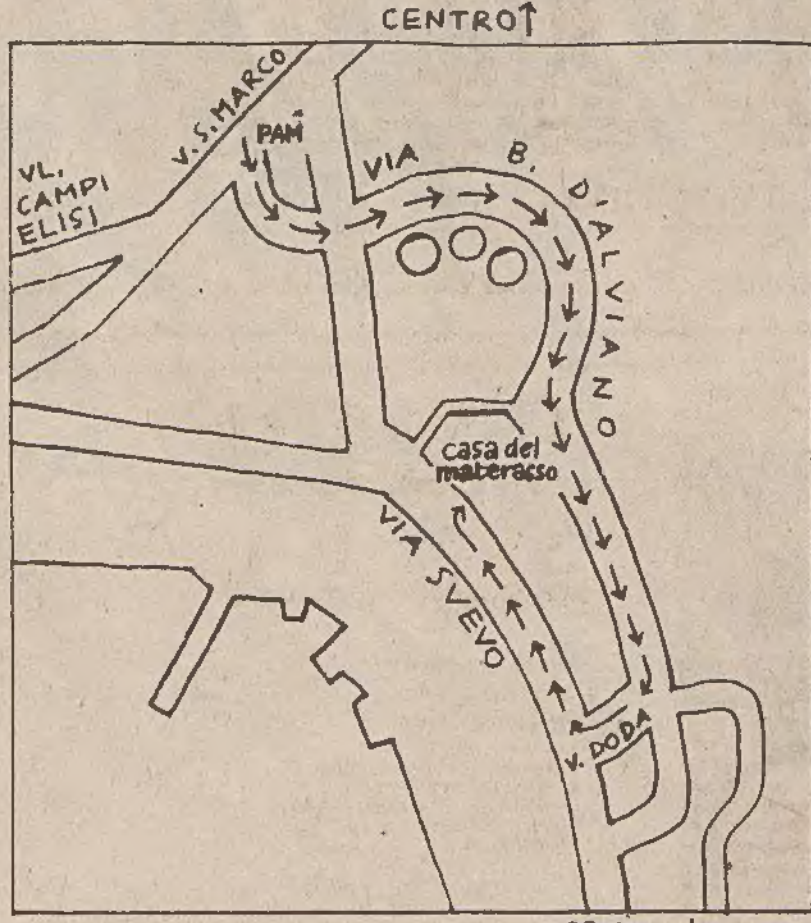 CENTRO↑
V. S. MARCO
PAM
VIA B. D'ALVIANO
VL.
CAMPI
ELISI
casa del
materasso
VIA SVEVO
V. DODA